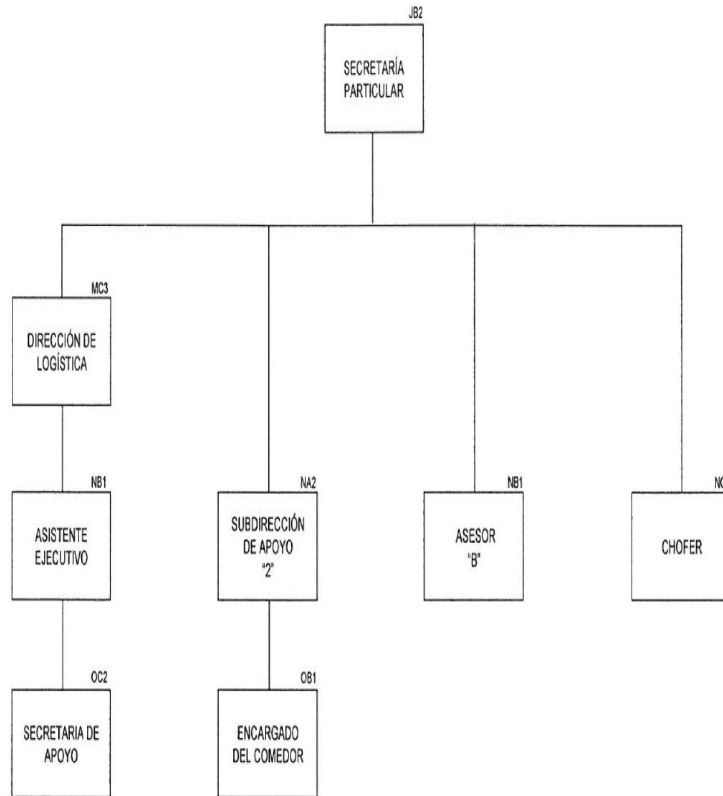 JB2
SECRETARÍA
PARTICULAR
MC3
DIRECCIÓN DE
LOGÍSTICA
NB1
ASISTENTE
EJECUTIVO
NA2
SUBDIRECCIÓN
DE APOYO
"2"
NB1
ASESOR
"B"
CHOFER
OC2
SECRETARIA DE
APOYO
OB1
ENCARGADO
DEL COMEDOR